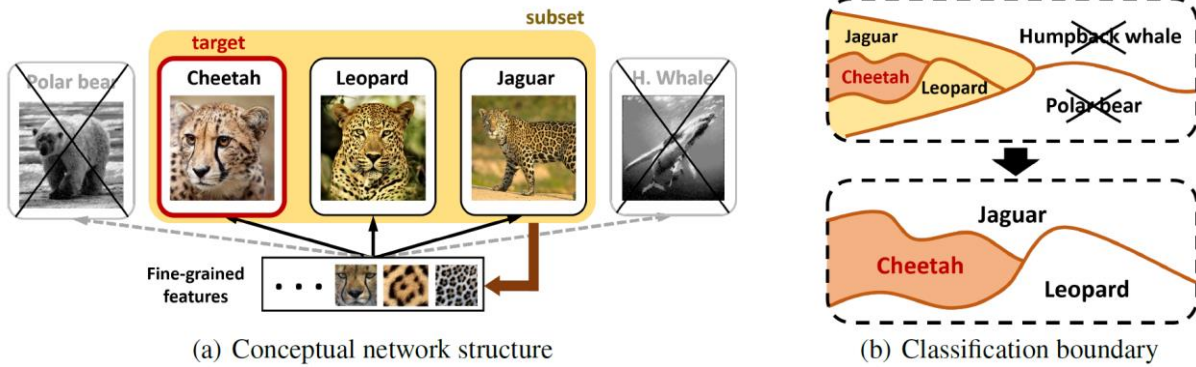 subset
target
Polar bear
Cheetah
Leopard
Jaguar
H. Whale
Fine-grained
features
(a) Conceptual network structure
Jaguar
Humpback whale
Cheetah
Leopard
Polar bear
Jaguar
Cheetah
Leopard
(b) Classification boundary